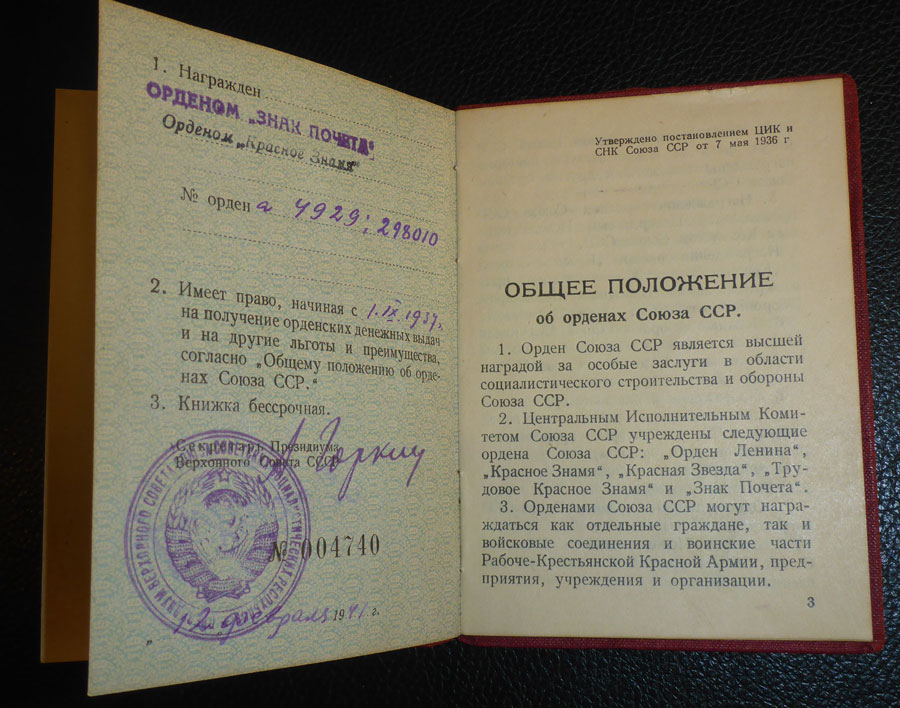 1. Награжден
ОРДЕНОМ „ЗНАК ПОЧЕТА“
Орденом „Красное Знамя“
№ орден а 4929; 298010
2. Имеет право, начиная с 1.IX.1937г.
на получение орденских денежных выдач
и на другие льготы и преимущества,
согласно „Общему положению об орде-
нах Союза ССР.“
3. Книжка бессрочная.
Секретарь Президиума
Верховного Совета СССР
Горкин
№ 004740
„12“ февраля 1941 г.
Утверждено постановлением ЦИК и
СНК Союза ССР от 7 мая 1936 г
ОБЩЕЕ ПОЛОЖЕНИЕ
об орденах Союза ССР.
1. Орден Союза ССР является высшей
наградой за особые заслуги в области
социалистического строительства и обороны
Союза ССР.
2. Центральным Исполнительным Коми-
тетом Союза ССР учреждены следующие
ордена Союза ССР: „Орден Ленина“,
„Красное Знамя“, „Красная Звезда“, „Тру-
довое Красное Знамя“ и „Знак Почета“.
3. Орденами Союза ССР могут награ-
ждаться как отдельные граждане, так и
войсковые соединения и воинские части
Рабоче-Крестьянской Красной Армии, пред-
приятия, учреждения и организации.
3